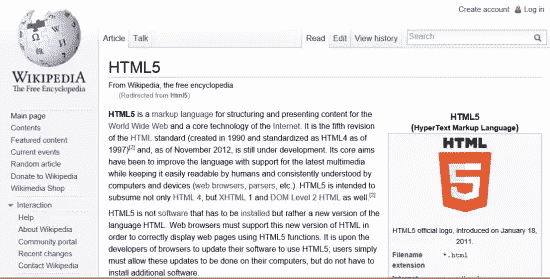 Create account Log in
WIKIPEDIA
The Free Encyclopedia
Main page
Contents
Featured content
Current events
Random article
Donate to Wikipedia
Wikimedia Shop
Interaction
Help
About Wikipedia
Community portal
Recent changes
Contact Wikipedia
Article Talk Read Edit View history Search
HTML5
From Wikipedia, the free encyclopedia
(Redirected from Html5)
HTML5 is a markup language for structuring and presenting content for the
World Wide Web and a core technology of the Internet. It is the fifth revision
of the HTML standard (created in 1990 and standardized as HTML4 as of
1997)[2] and, as of November 2012, is still under development. Its core aims
have been to improve the language with support for the latest multimedia
while keeping it easily readable by humans and consistently understood by
computers and devices (web browsers, parsers, etc.). HTML5 is intended to
subsume not only HTML 4, but XHTML 1 and DOM Level 2 HTML as well.[2]
HTML5 is not software that has to be installed but rather a new version of the
language HTML. Web browsers must support this new version of HTML in
order to correctly display web pages using HTML5 functions. It is upon the
developers of browsers to update their software to use HTML5; users simply
must allow these updates to be done on their computers, but do not have to
install additional software.
HTML5
(HyperText Markup Language)
HTML
5
HTML5 official logo, introduced on January 18,
2011.
Filename *.html
extension